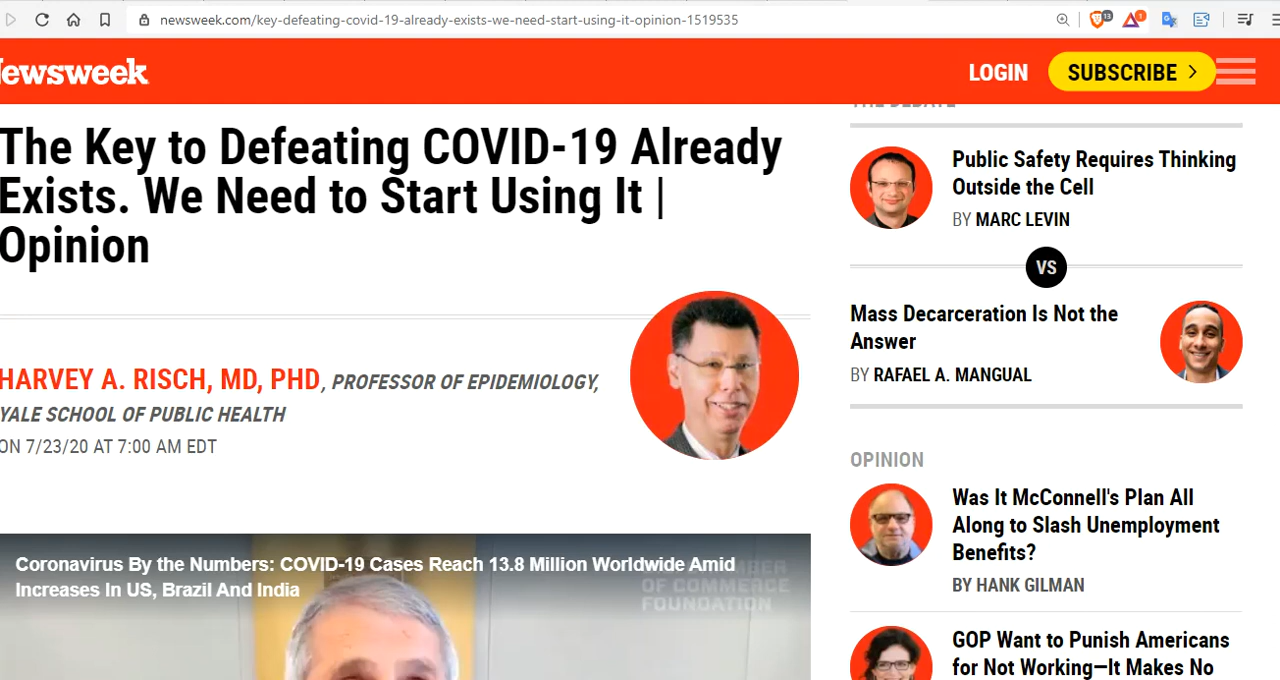 newsweek.com/key-defeating-covid-19-already-exists-we-need-start-using-it-opinion-1519535
13
1
ewsweek
LOGIN
SUBSCRIBE
The Key to Defeating COVID-19 Already
Exists. We Need to Start Using It |
Opinion
HARVEY A. RISCH, MD, PHD, PROFESSOR OF EPIDEMIOLOGY,
YALE SCHOOL OF PUBLIC HEALTH
ON 7/23/20 AT 7:00 AM EDT
Coronavirus By the Numbers: COVID-19 Cases Reach 13.8 Million Worldwide Amid
Increases In US, Brazil And India
OF COMMERCE
FOUNDATION
THE DEBATE
Public Safety Requires Thinking
Outside the Cell
BY MARC LEVIN
VS
Mass Decarceration Is Not the
Answer
BY RAFAEL A. MANGUAL
OPINION
Was It McConnell's Plan All
Along to Slash Unemployment
Benefits?
BY HANK GILMAN
GOP Want to Punish Americans
for Not Working—It Makes No